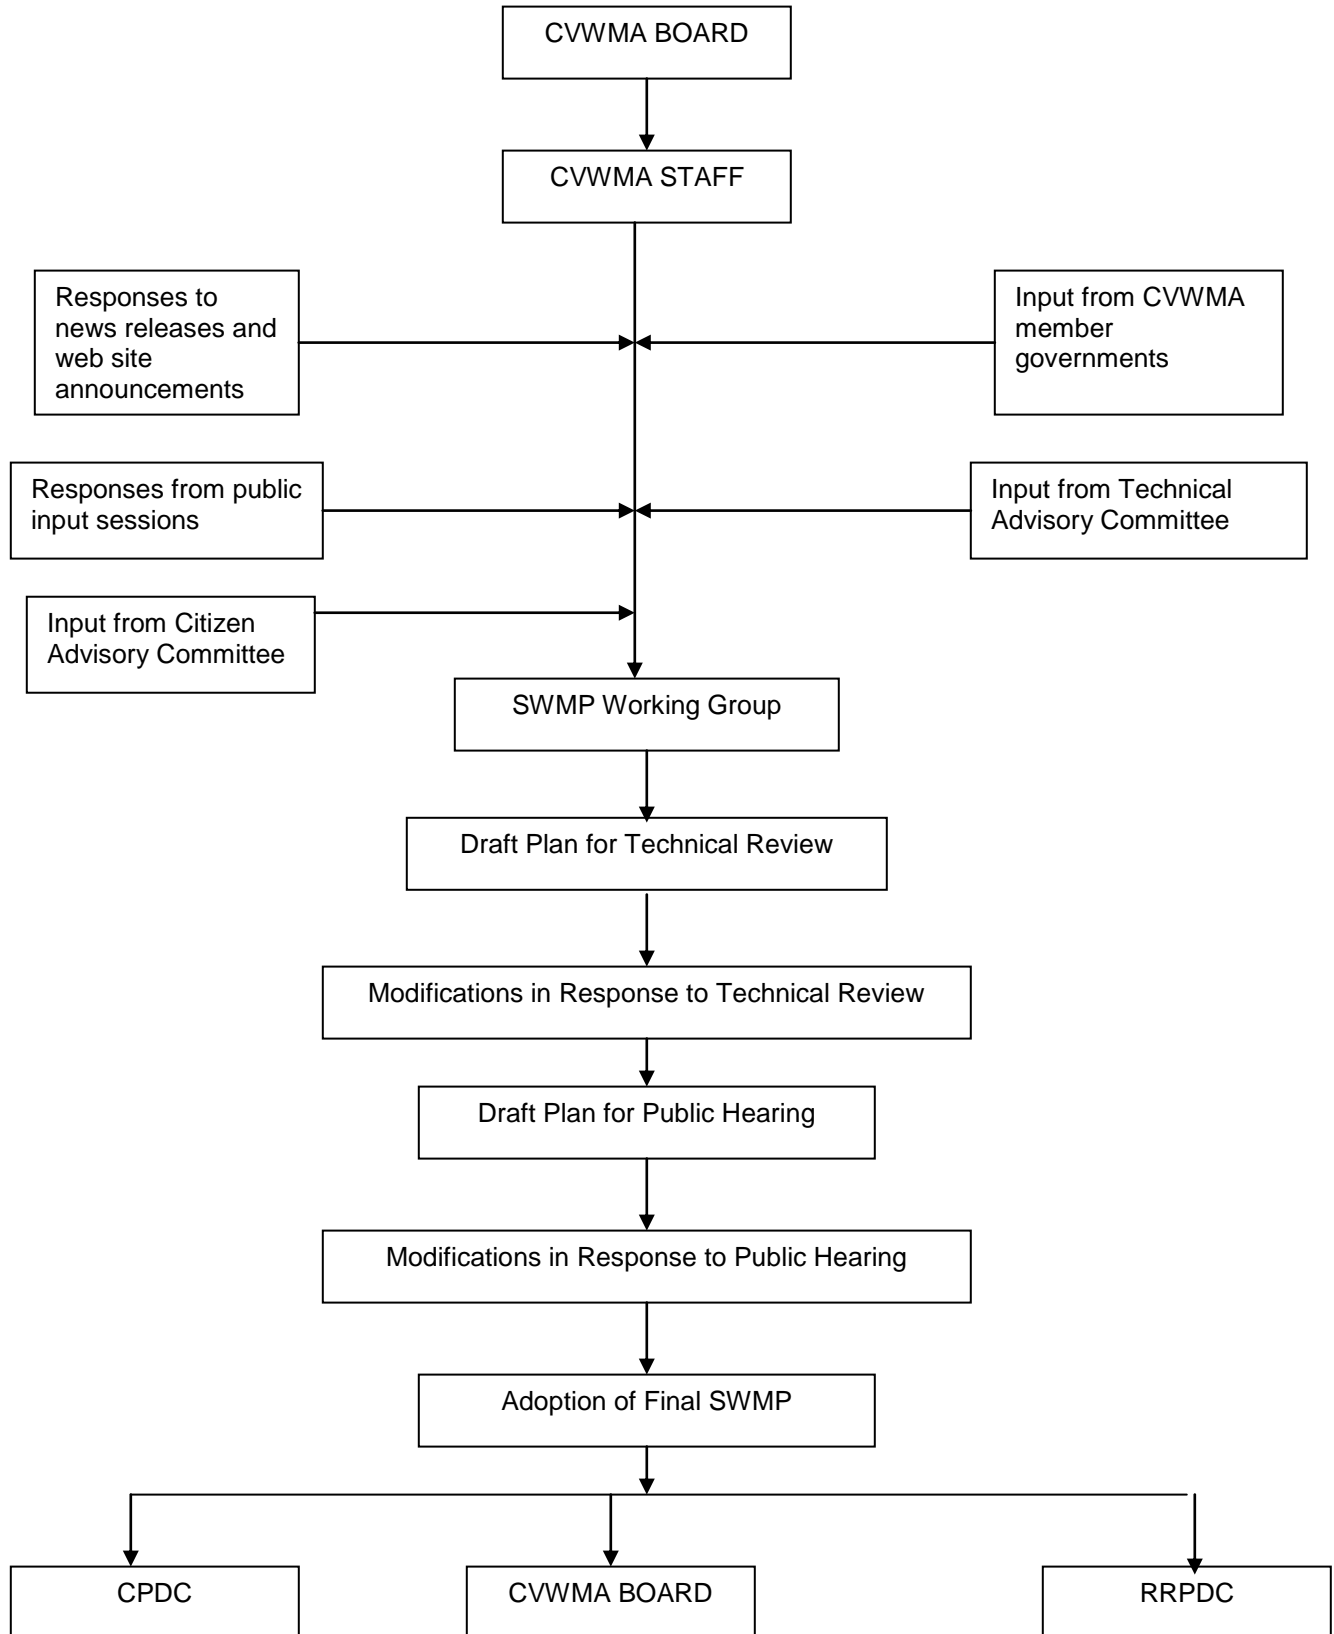 CVWMA BOARD
CVWMA STAFF
Responses to
news releases and
web site
announcements
Input from CVWMA
member
governments
Responses from public
input sessions
Input from Technical
Advisory Committee
Input from Citizen
Advisory Committee
SWMP Working Group
Draft Plan for Technical Review
Modifications in Response to Technical Review
Draft Plan for Public Hearing
Modifications in Response to Public Hearing
Adoption of Final SWMP
CPDC
CVWMA BOARD
RRPDC